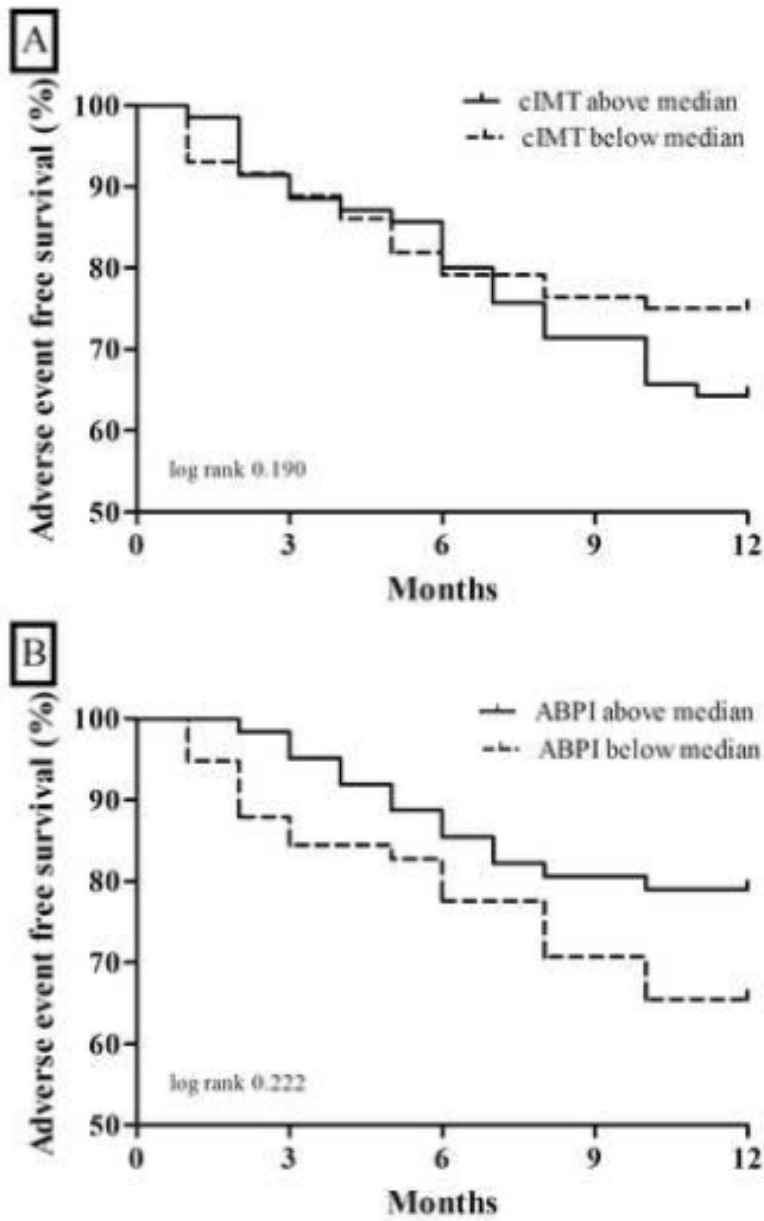 A
Adverse event free survival (%)
100
90
80
70
60
50
cIMT above median
cIMT below median
log rank 0.190
0 3 6 9 12
Months
B
Adverse event free survival (%)
100
90
80
70
60
50
ABPI above median
ABPI below median
log rank 0.222
0 3 6 9 12
Months